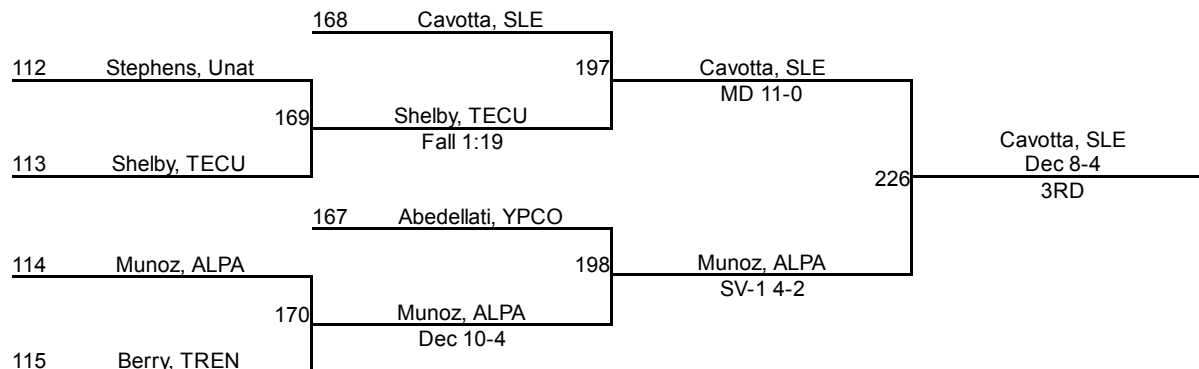 168 Cavotta, SLE
112 Stephens, Unat
197 Cavotta, SLE
MD 11-0
169 Shelby, TECU
Fall 1:19
Cavotta, SLE
Dec 8-4
113 Shelby, TECU
226
3RD
167 Abedellati, YPCO
114 Munoz, ALPA
198 Munoz, ALPA
SV-1 4-2
170 Munoz, ALPA
Dec 10-4
115 Berry, TREN